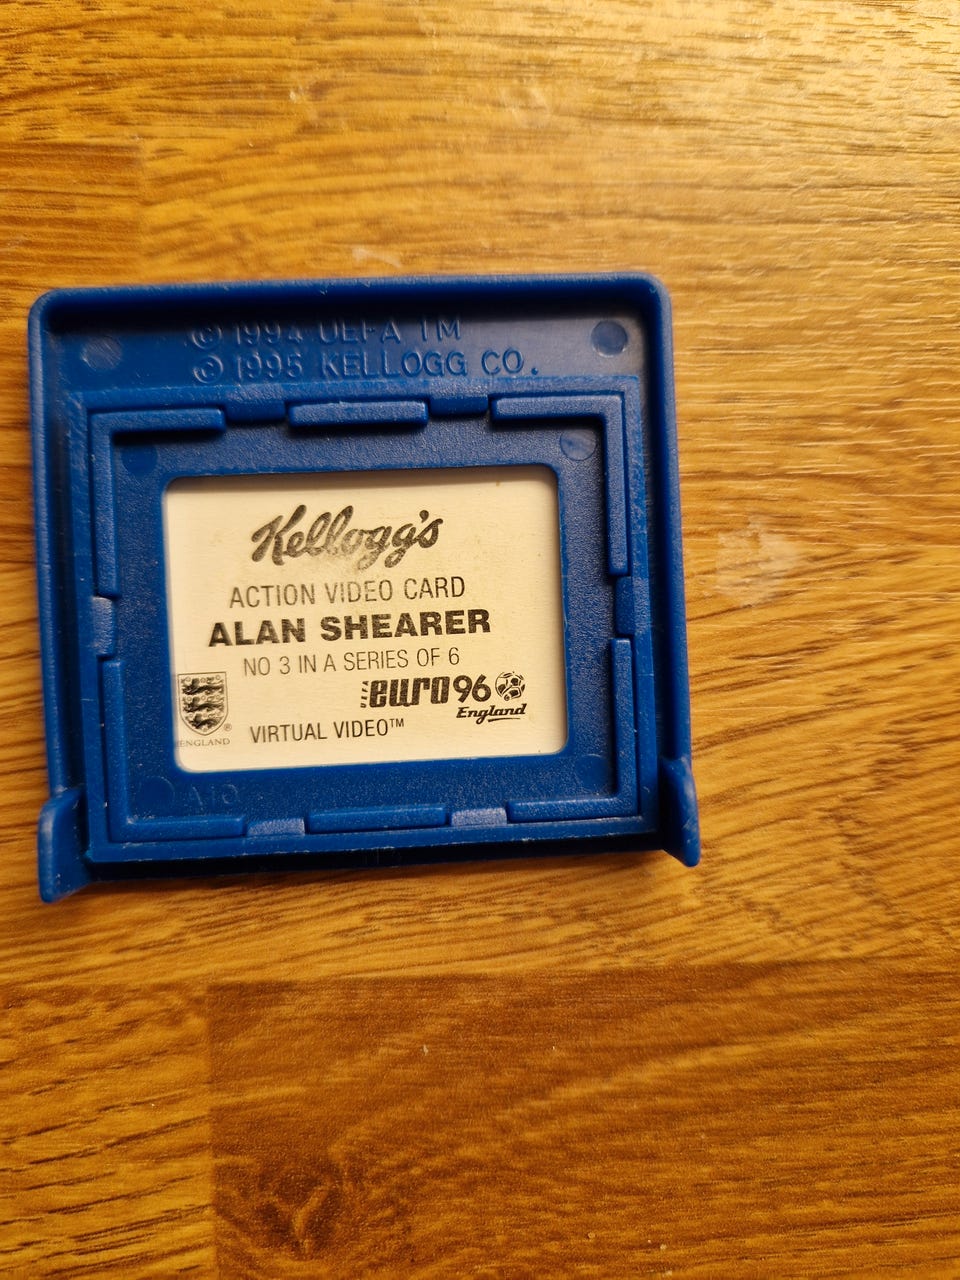 © 1994 UEFA TM
© 1995 KELLOGG CO.
Kellogg's
ACTION VIDEO CARD
ALAN SHEARER
NO 3 IN A SERIES OF 6
euro96
England
ENGLAND
®
VIRTUAL VIDEO™